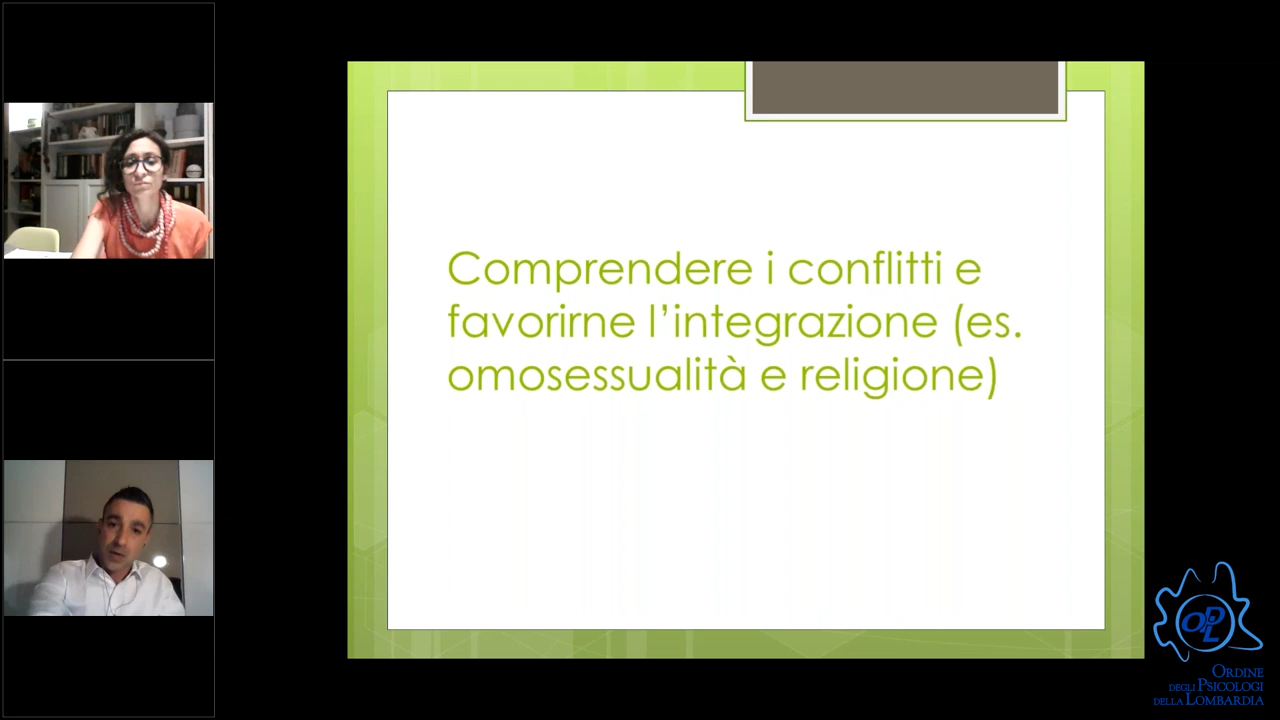 Comprendere i conflitti e
favorirne l'integrazione (es.
omosessualità e religione)
OPL
ORDINE
DEGLI PSICOLOGI
DELLA LOMBARDIA